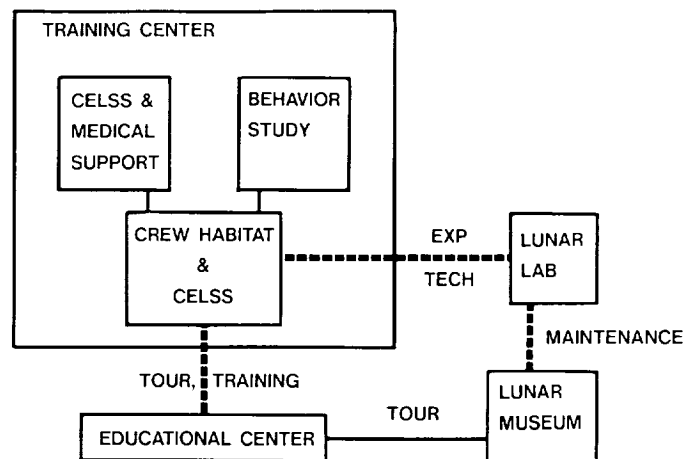 TRAINING CENTER
CELSS &
MEDICAL
SUPPORT
BEHAVIOR
STUDY
CREW HABITAT
&
CELSS
EXP
TECH
LUNAR
LAB
MAINTENANCE
TOUR, TRAINING
LUNAR
MUSEUM
TOUR
EDUCATIONAL CENTER